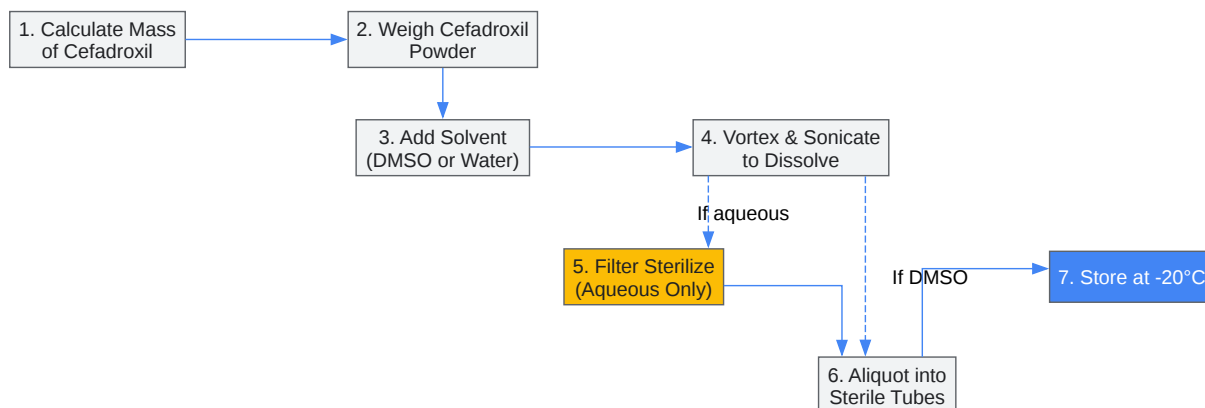 1. Calculate Mass
of Cefadroxil
2. Weigh Cefadroxil
Powder
3. Add Solvent
(DMSO or Water)
4. Vortex & Sonicate
to Dissolve
If aqueous
5. Filter Sterilize
(Aqueous Only)
If DMSO
7. Store at -20°C
6. Aliquot into
Sterile Tubes